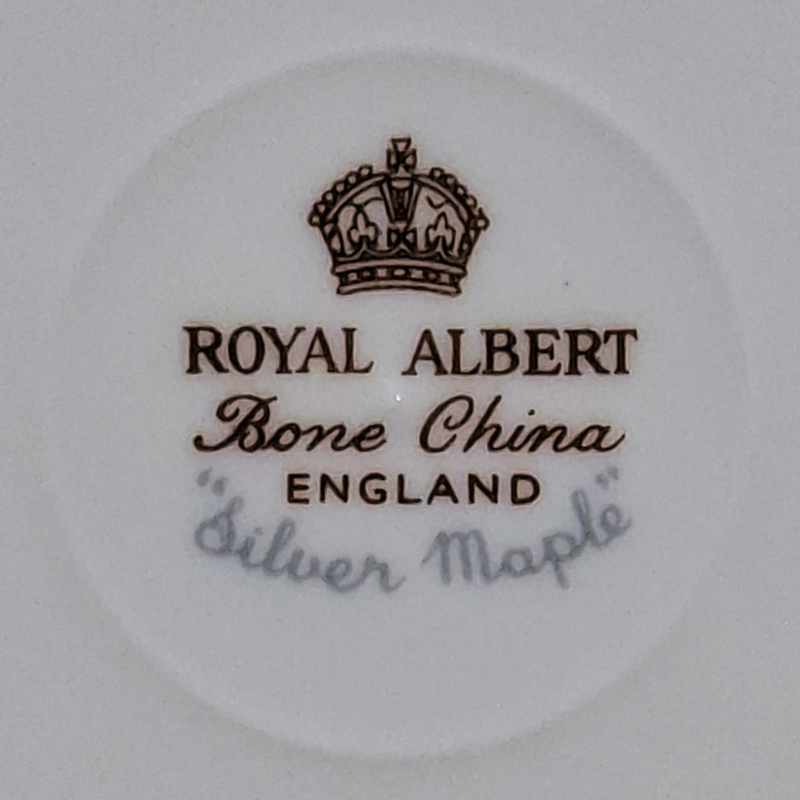 ROYAL ALBERT
Bone China
ENGLAND
"Silver Maple"